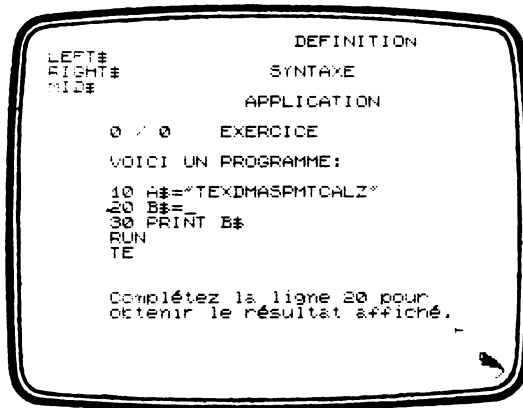 DEFINITION
LEFT$
RIGHT$
SYNTAXE
MID$
APPLICATION
0 / 0 EXERCICE
VOICI UN PROGRAMME:
10 A$="TEXDMASPMTCALZ"
20 B$=_
30 PRINT B$
RUN
TE
Complétez la ligne 20 pour
obtenir le résultat affiché.